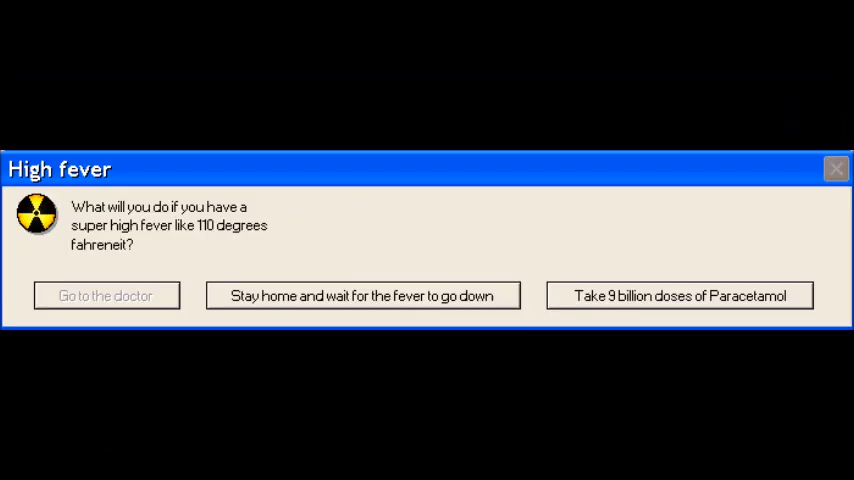 High fever
What will you do if you have a
super high fever like 110 degrees
fahreneit?
Go to the doctor
Stay home and wait for the fever to go down
Take 9 billion doses of Paracetamol